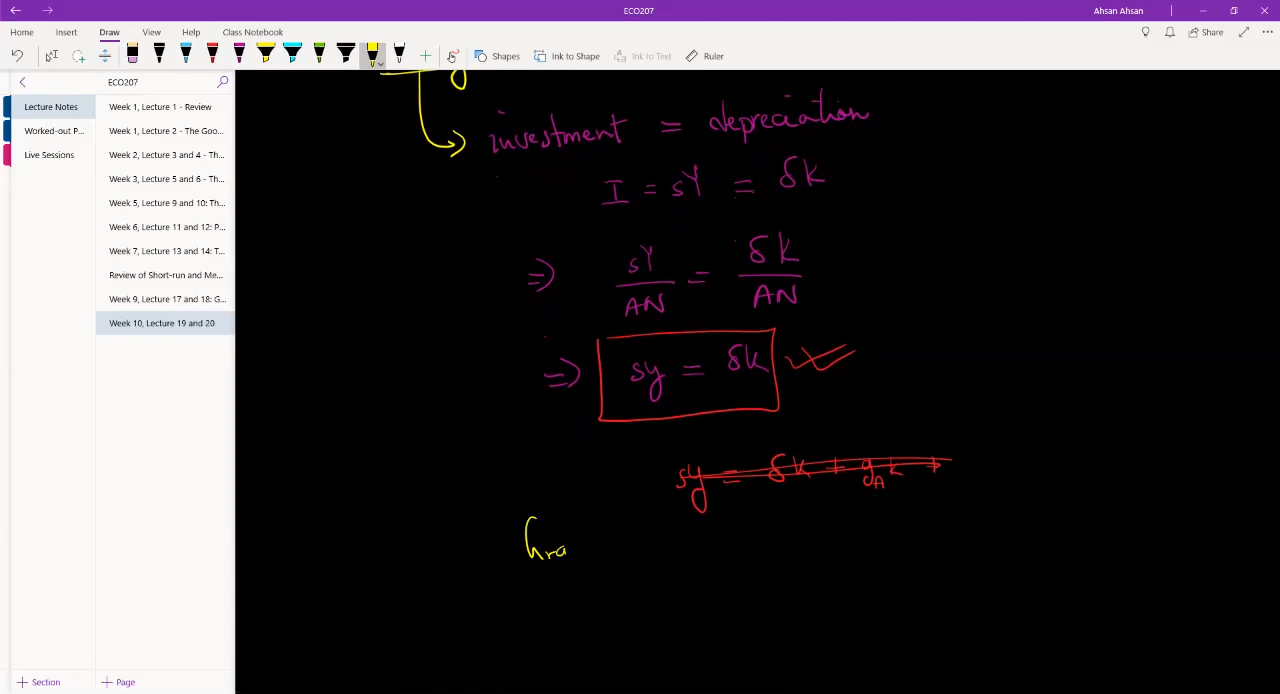 ECO207
Ahsan Ahsan
Home Insert Draw View Help Class Notebook
Share
Shapes Ink to Shape Ink to Text Ruler
ECO207
Lecture Notes
Worked-out P...
Live Sessions
Week 1, Lecture 1 - Review
Week 1, Lecture 2 - The Goo...
Week 2, Lecture 3 and 4 - Th...
Week 3, Lecture 5 and 6 - Th...
Week 5, Lecture 9 and 10: Th...
Week 6, Lecture 11 and 12: P...
Week 7, Lecture 13 and 14: T...
Review of Short-run and Me...
Week 9, Lecture 17 and 18: G...
Week 10, Lecture 19 and 20
Section
Page
investment = depreciation
I = sY = δK
⇒ sY/AN = δK/AN
⇒ sy = δk
sy = δk + g_A k +
Gra